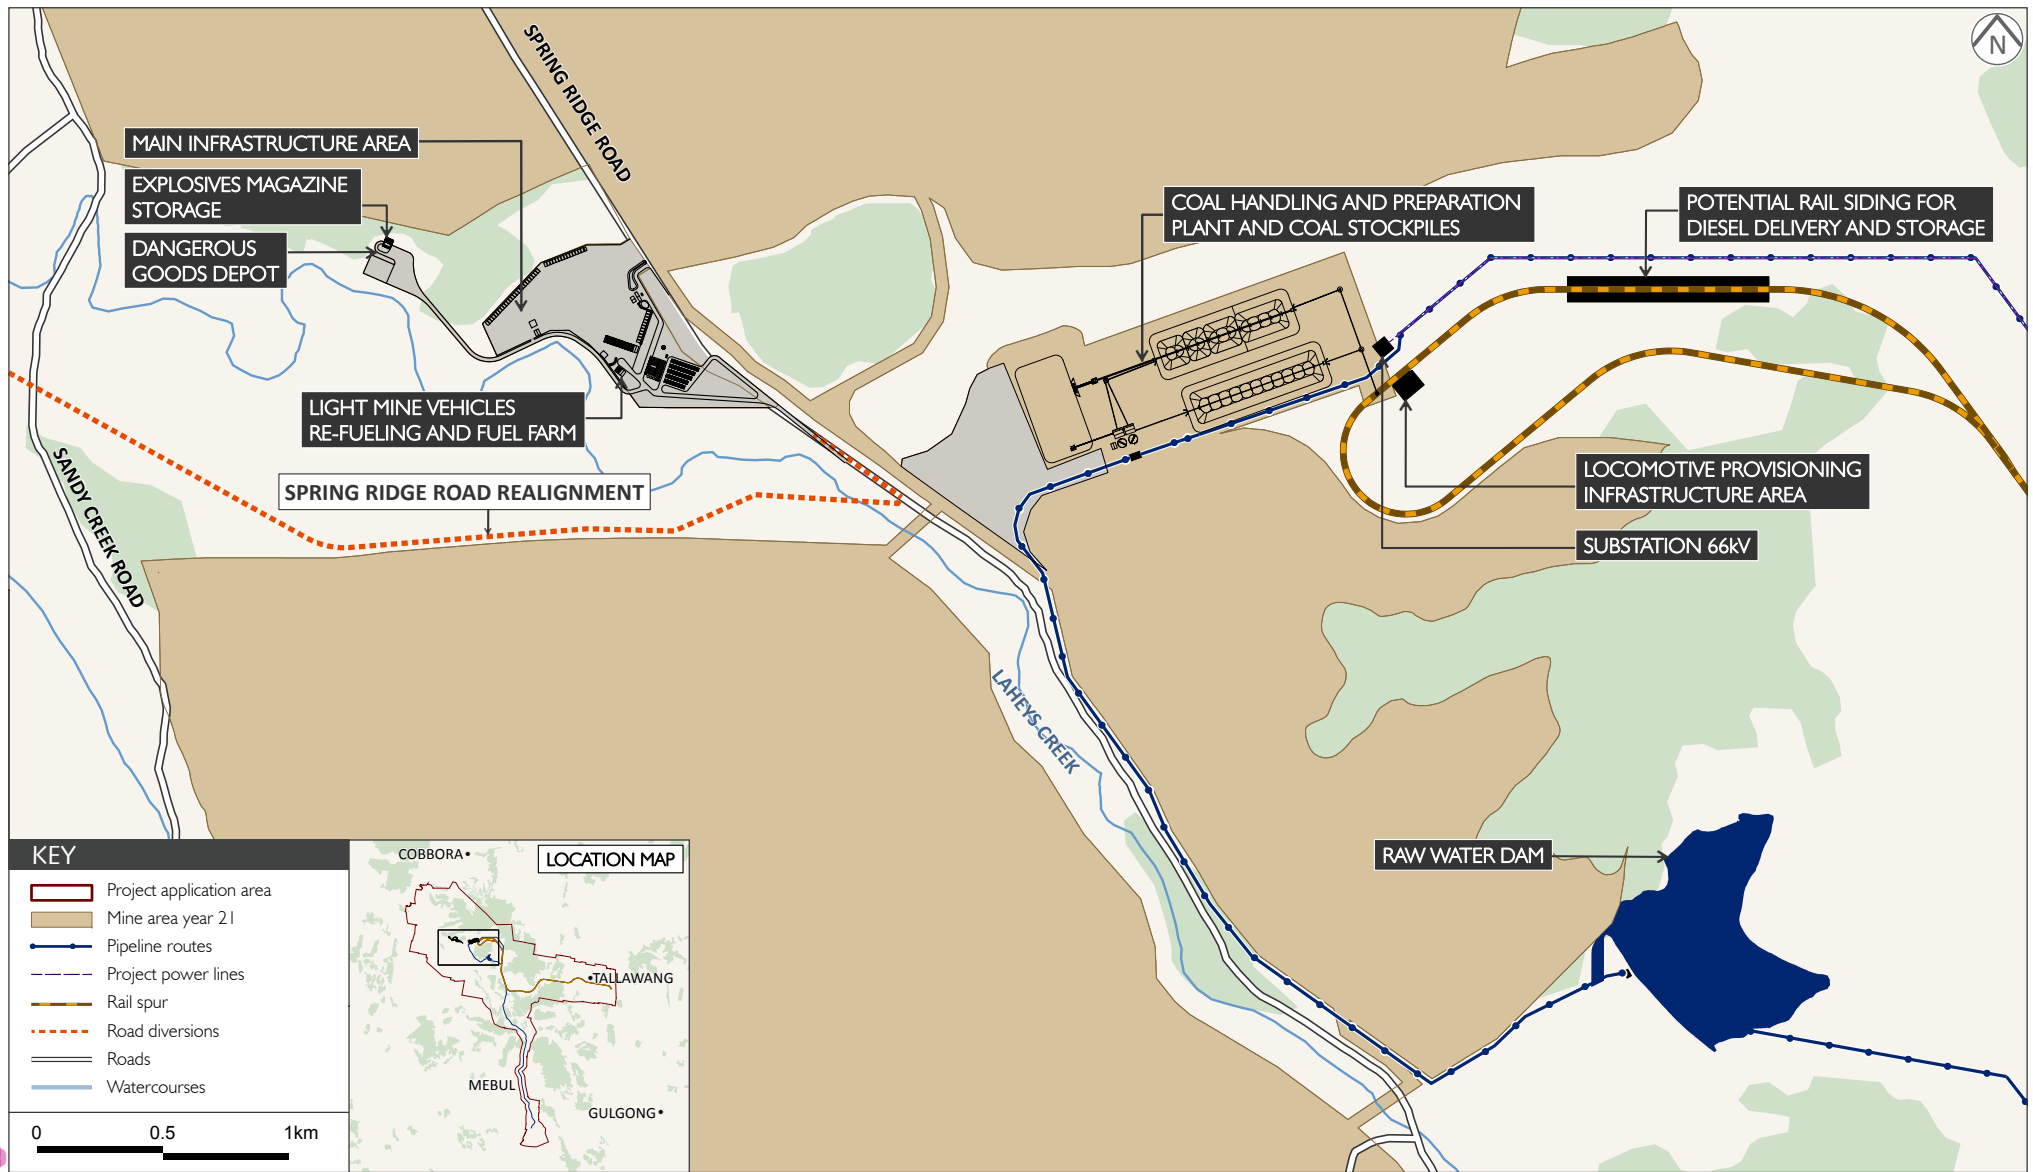 N
SPRING RIDGE ROAD
MAIN INFRASTRUCTURE AREA
EXPLOSIVES MAGAZINE
STORAGE
DANGEROUS
GOODS DEPOT
COAL HANDLING AND PREPARATION
PLANT AND COAL STOCKPILES
POTENTIAL RAIL SIDING FOR
DIESEL DELIVERY AND STORAGE
LIGHT MINE VEHICLES
RE-FUELING AND FUEL FARM
SPRING RIDGE ROAD REALIGNMENT
SANDY CREEK ROAD
LOCOMOTIVE PROVISIONING
INFRASTRUCTURE AREA
SUBSTATION 66kV
LAHEYS CREEK
RAW WATER DAM
KEY
Project application area
Mine area year 21
Pipeline routes
Project power lines
Rail spur
Road diversions
Roads
Watercourses
0 0.5 1km
LOCATION MAP
COBBORA
TALLAWANG
MEBUL
GULGONG